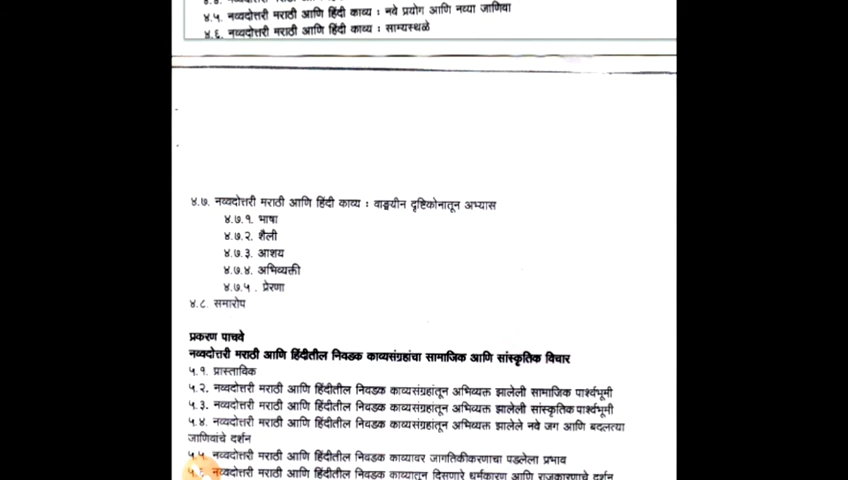 ४.५. नव्वदोत्तरी मराठी आणि हिंदी काव्य : नवे प्रयोग आणि नव्या जाणिवा
४.६. नव्वदोत्तरी मराठी आणि हिंदी काव्य : साम्यस्थळे
४.७. नव्वदोत्तरी मराठी आणि हिंदी काव्य : वाङ्मयीन दृष्टिकोनातून अभ्यास
४.७.१. भाषा
४.७.२. शैली
४.७.३. आशय
४.७.४. अभिव्यक्ती
४.७.५ . प्रेरणा
४.८. समारोप
प्रकरण पाचवे
नव्वदोत्तरी मराठी आणि हिंदीतील निवडक काव्यसंग्रहांचा सामाजिक आणि सांस्कृतिक विचार
५.१. प्रास्ताविक
५.२. नव्वदोत्तरी मराठी आणि हिंदीतील निवडक काव्यसंग्रहांतून अभिव्यक्त झालेली सामाजिक पार्श्वभूमी
५.३. नव्वदोत्तरी मराठी आणि हिंदीतील निवडक काव्यसंग्रहांतून अभिव्यक्त झालेली सांस्कृतिक पार्श्वभूमी
५.४. नव्वदोत्तरी मराठी आणि हिंदीतील निवडक काव्यसंग्रहांतून अभिव्यक्त झालेले नवे जग आणि बदलत्या
जाणिवांचे दर्शन
५.५. नव्वदोत्तरी मराठी आणि हिंदीतील निवडक काव्यावर जागतिकीकरणाचा पडलेला प्रभाव
५.६ नव्वदोत्तरी मराठी आणि हिंदीतील निवडक काव्यातून दिसणारे धर्मकारण आणि राजकारणाचे दर्शन